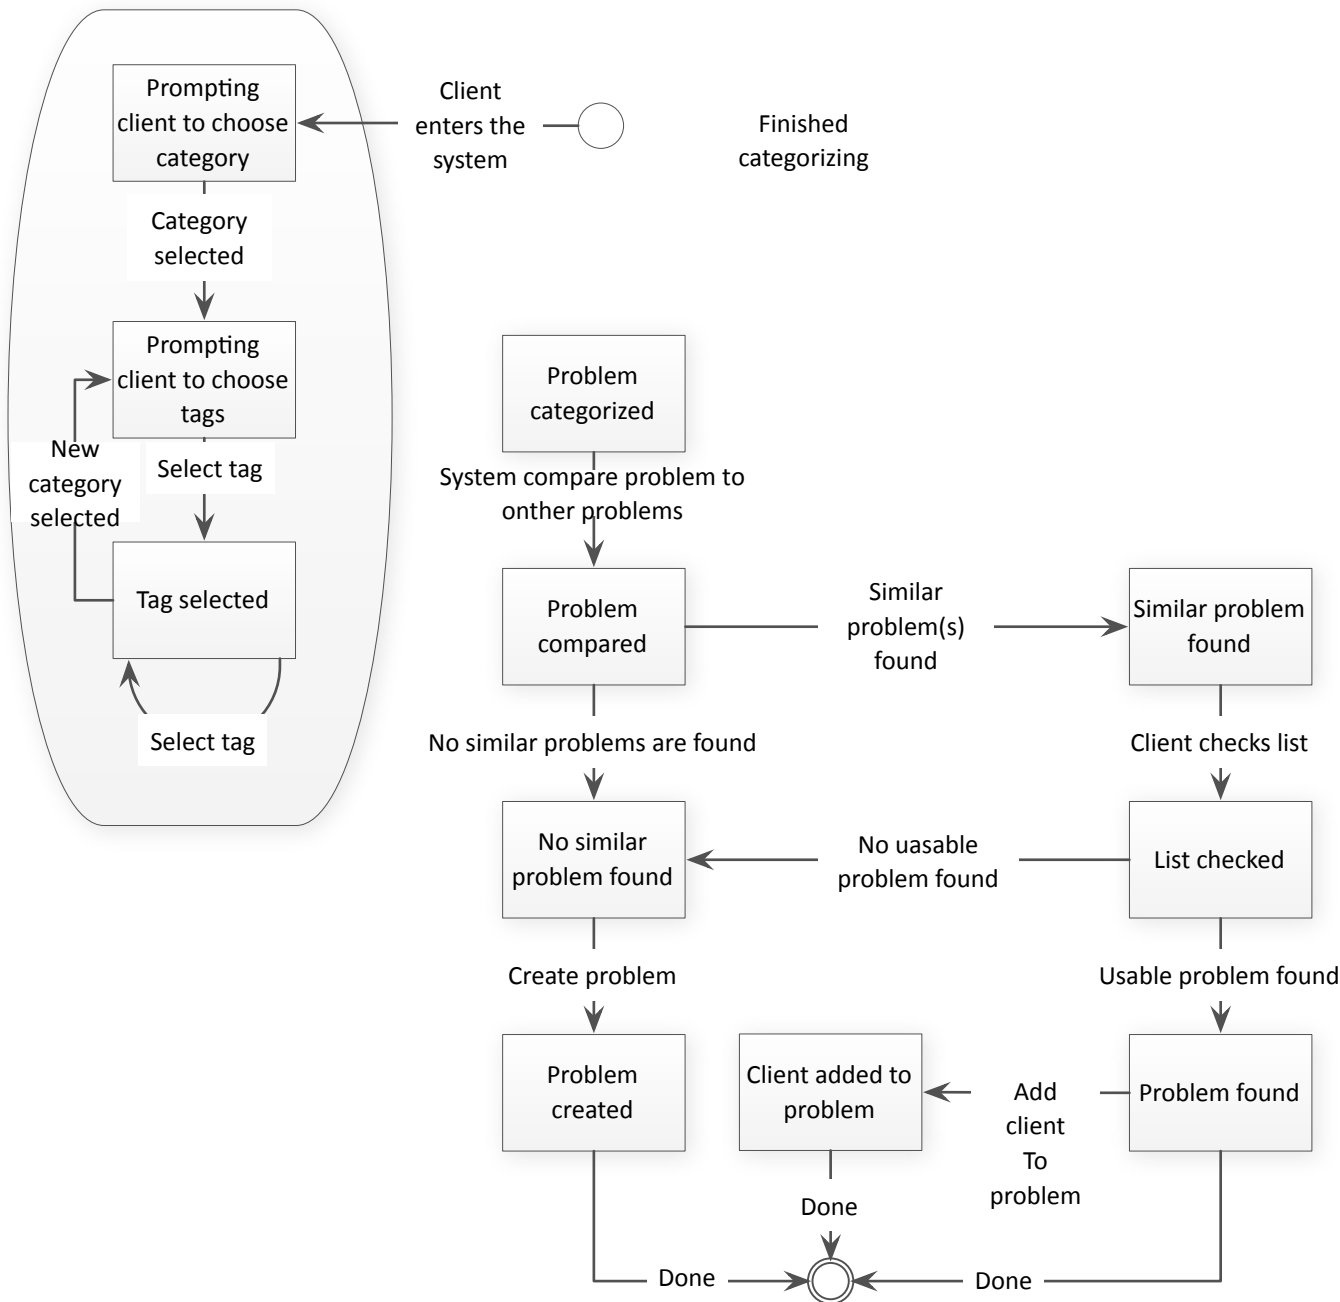 Prompting
client to choose
category
Client
enters the
system
Finished
categorizing
Category
selected
Prompting
client to choose
tags
New
category
selected
Select tag
Tag selected
Select tag
Problem
categorized
System compare problem to
onther problems
Problem
compared
Similar
problem(s)
found
Similar problem
found
No similar problems are found
Client checks list
No similar
problem found
No uasable
problem found
List checked
Create problem
Usable problem found
Problem
created
Client added to
problem
Add
client
To
problem
Problem found
Done
Done
Done